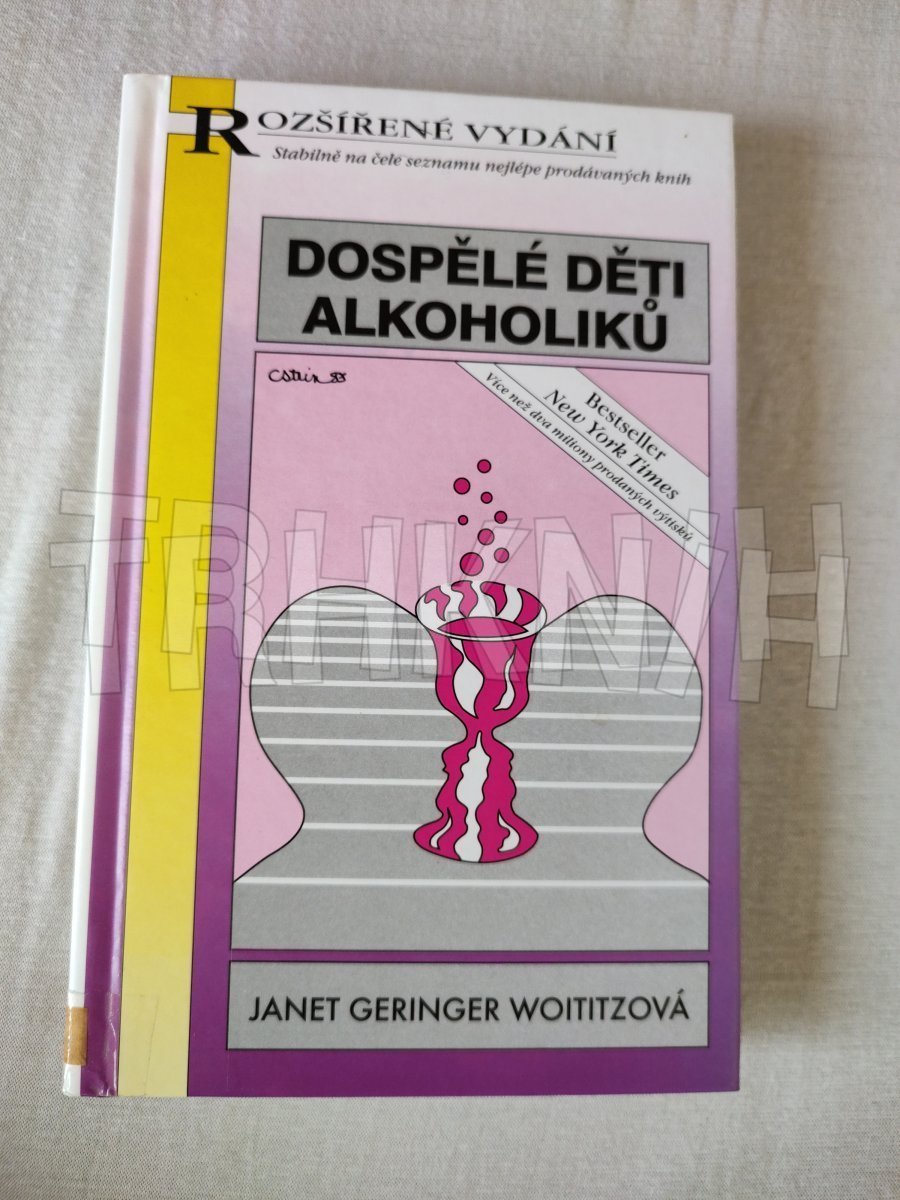 ROZŠÍŘENÉ VYDÁNÍ
Stabilně na čele seznamu nejlépe prodávaných knih
DOSPĚLÉ DĚTI
ALKOHOLIKŮ
Bestseller
New York Times
Více než dva miliony prodaných výtisků
TRHKNIH
JANET GERINGER WOITITZOVÁ